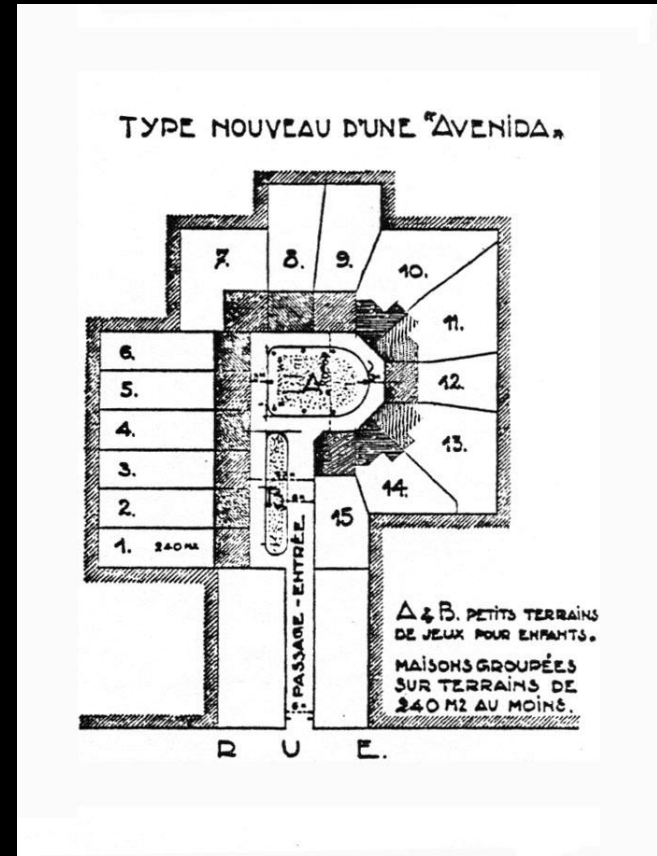 TYPE NOUVEAU D'UNE "AVENIDA"
7.
8.
9.
10.
11.
12.
13.
14.
15
6.
5.
4.
3.
2.
1. 240 M2
A
B
PASSAGE - ENTRÉE.
A & B. PETITS TERRAINS
DE JEUX POUR ENFANTS.
MAISONS GROUPÉES
SUR TERRAINS DE
240 M2 AU MOINS.
RUE.